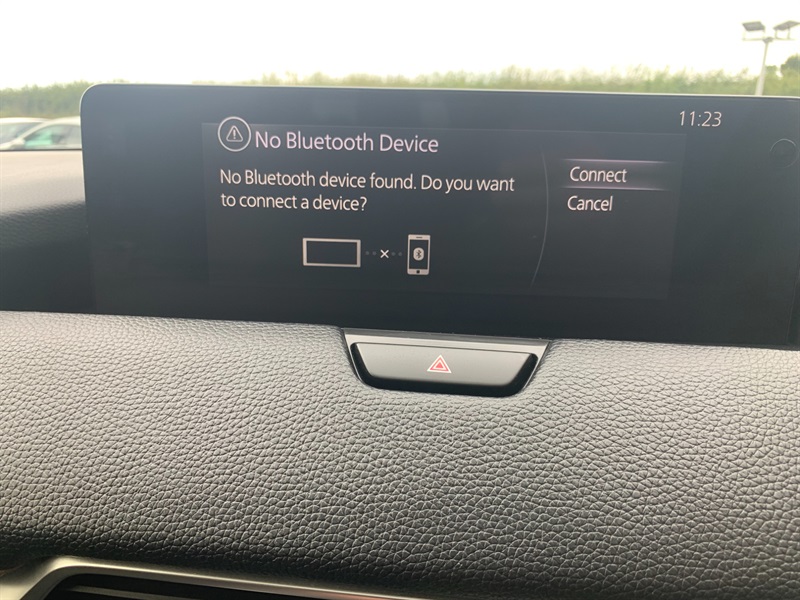 11:23
No Bluetooth Device
No Bluetooth device found. Do you want
to connect a device?
Connect
Cancel